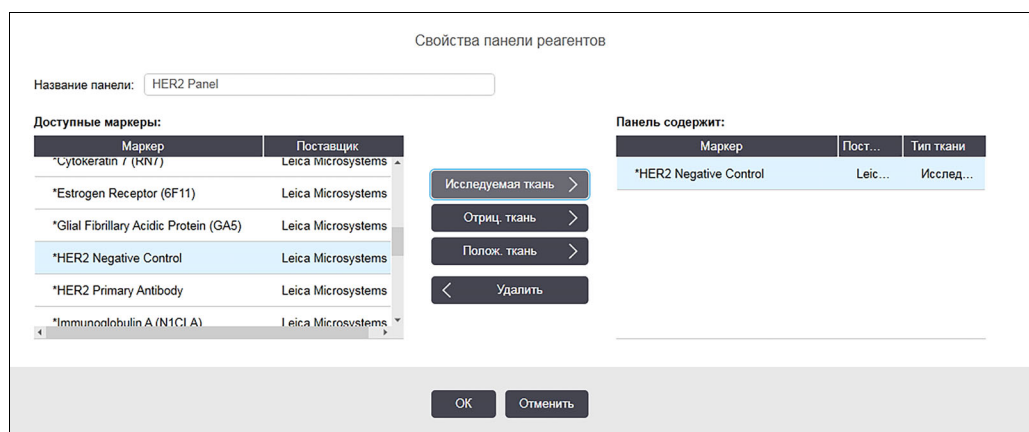 Свойства панели реагентов
Название панели: HER2 Panel
Доступные маркеры:
Маркер Поставщик
*Cytokeratin 7 (RN7) Leica Microsystems
*Estrogen Receptor (6F11) Leica Microsystems
*Glial Fibrillary Acidic Protein (GA5) Leica Microsystems
*HER2 Negative Control Leica Microsystems
*HER2 Primary Antibody Leica Microsystems
*Immunoglobulin A (N1CLA) Leica Microsystems
Исследуемая ткань
Отриц. ткань
Полож. ткань
Удалить
Панель содержит:
Маркер Пост... Тип ткани
*HER2 Negative Control Leic... Исслед...
OK Отменить